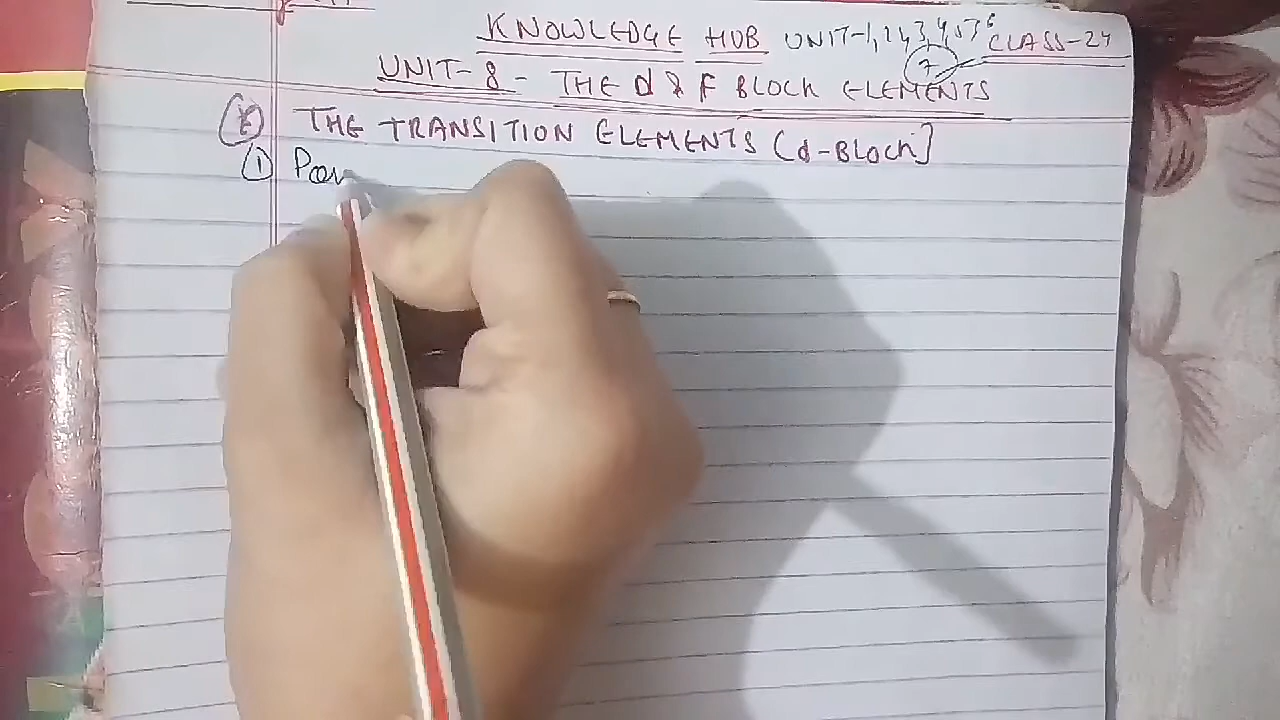 KNOWLEDGE HUB UNIT-1,2,3,4,5,6 CLASS-24
7
UNIT-8 - THE d & F BLOCK ELEMENTS
THE TRANSITION ELEMENTS (d-BLOCK]
① Pos